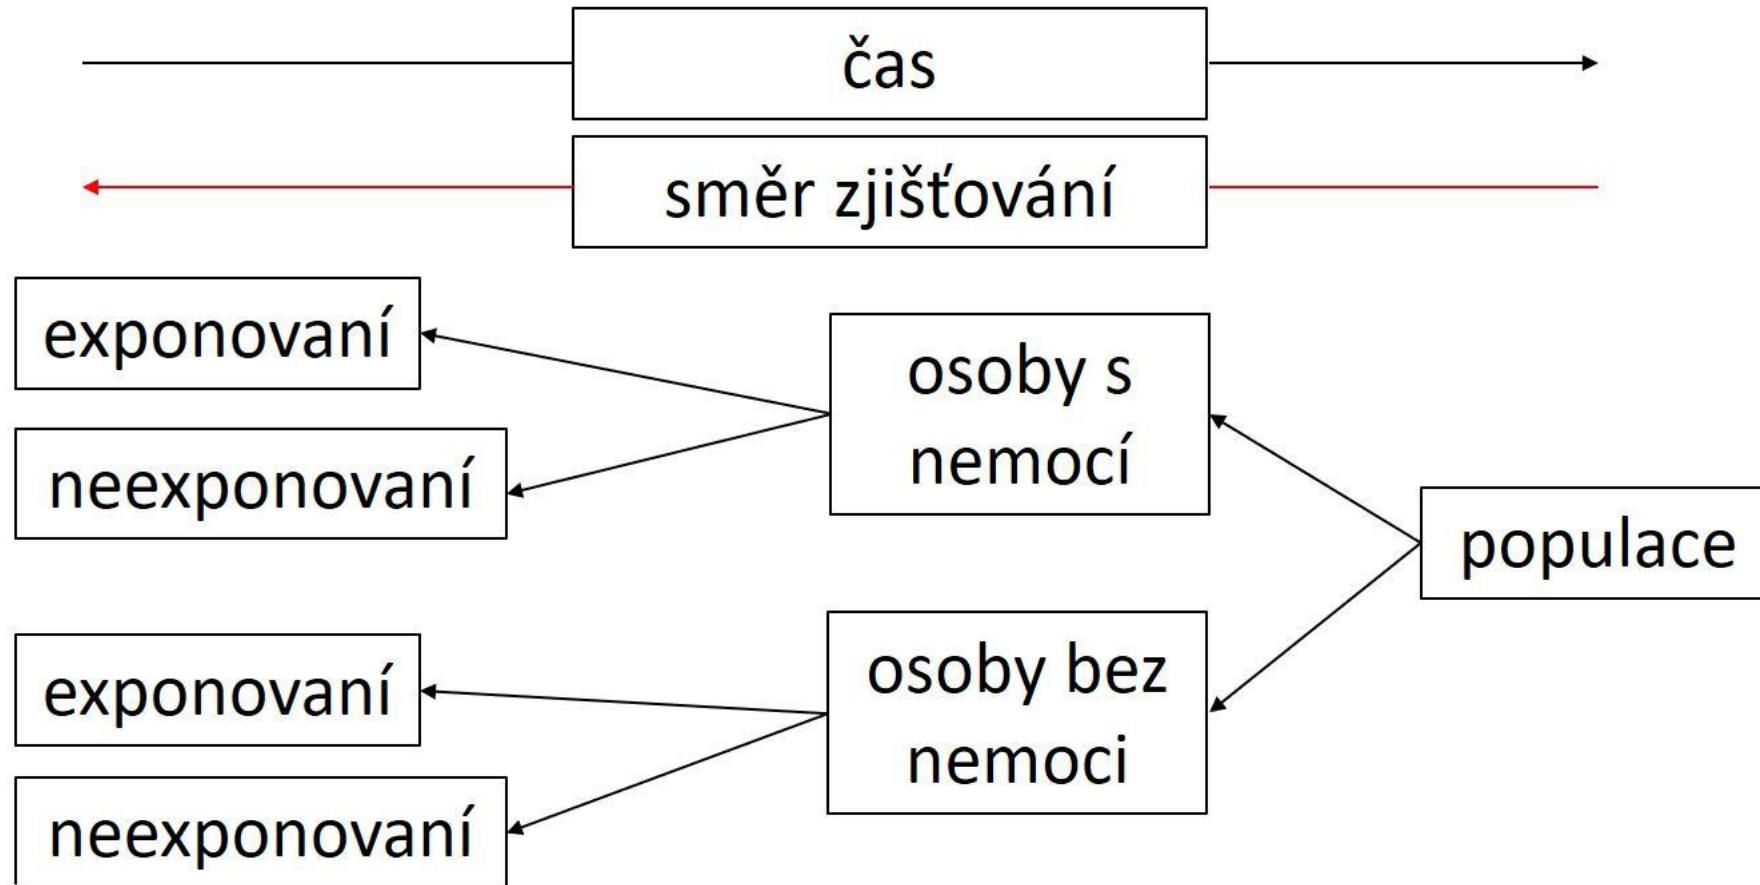 čas
směr zjišťování
exponovaní
neexponovaní
osoby s
nemocí
populace
exponovaní
neexponovaní
osoby bez
nemoci